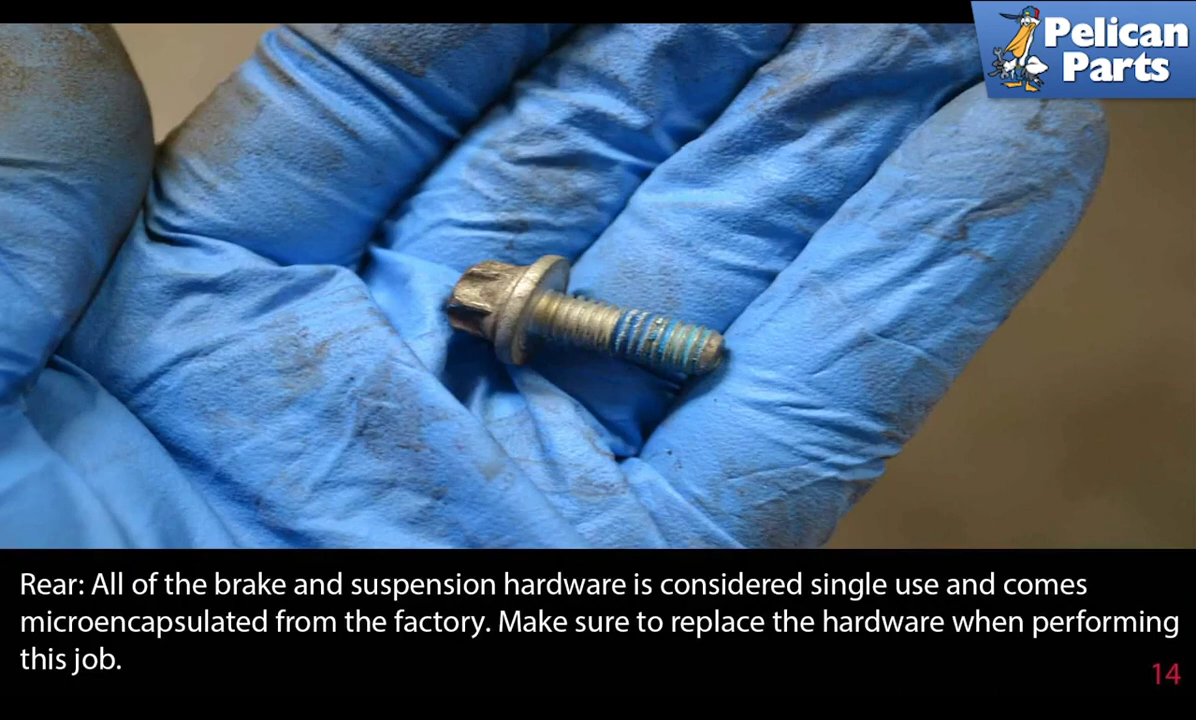 Pelican
Parts
Rear: All of the brake and suspension hardware is considered single use and comes
microencapsulated from the factory. Make sure to replace the hardware when performing
this job.
14